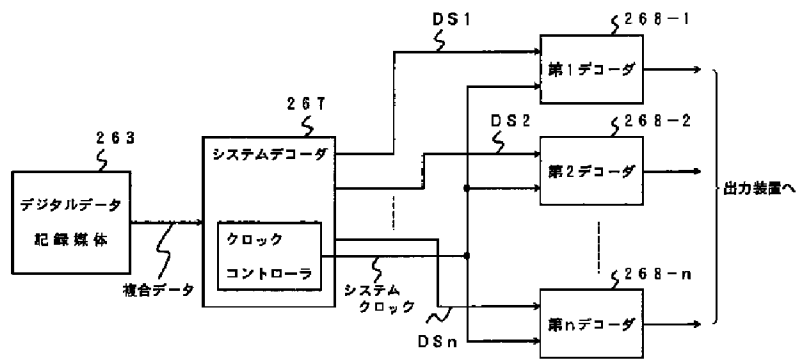 DS1
268-1
第1デコーダ
267
システムデコーダ
DS2
268-2
第2デコーダ
263
デジタルデータ
記録媒体
複合データ
クロック
コントローラ
システム
クロック
DSn
268-n
第nデコーダ
出力装置へ